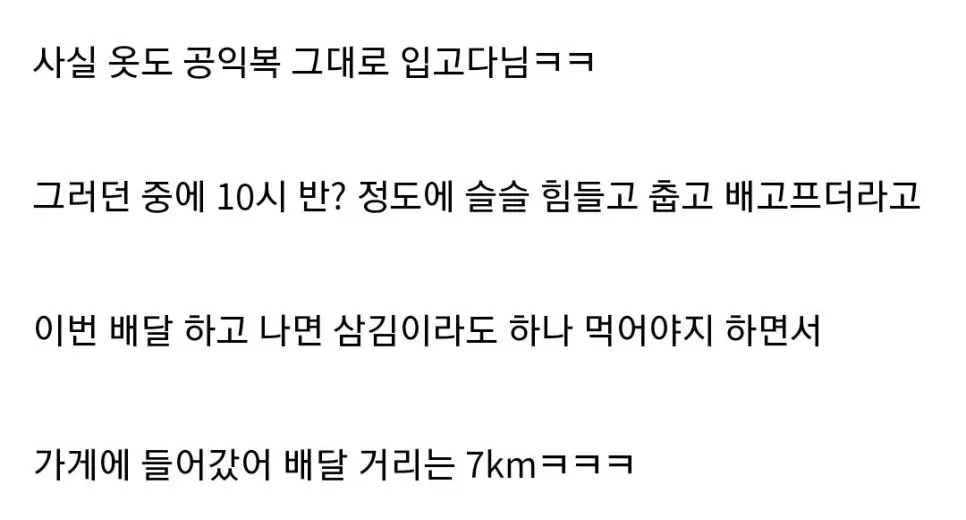 사실 옷도 공익복 그대로 입고다님ㅋㅋ
그러던 중에 10시 반? 정도에 슬슬 힘들고 춥고 배고프더라고
이번 배달 하고 나면 삼김이라도 하나 먹어야지 하면서
가게에 들어갔어 배달 거리는 7kmㅋㅋㅋ